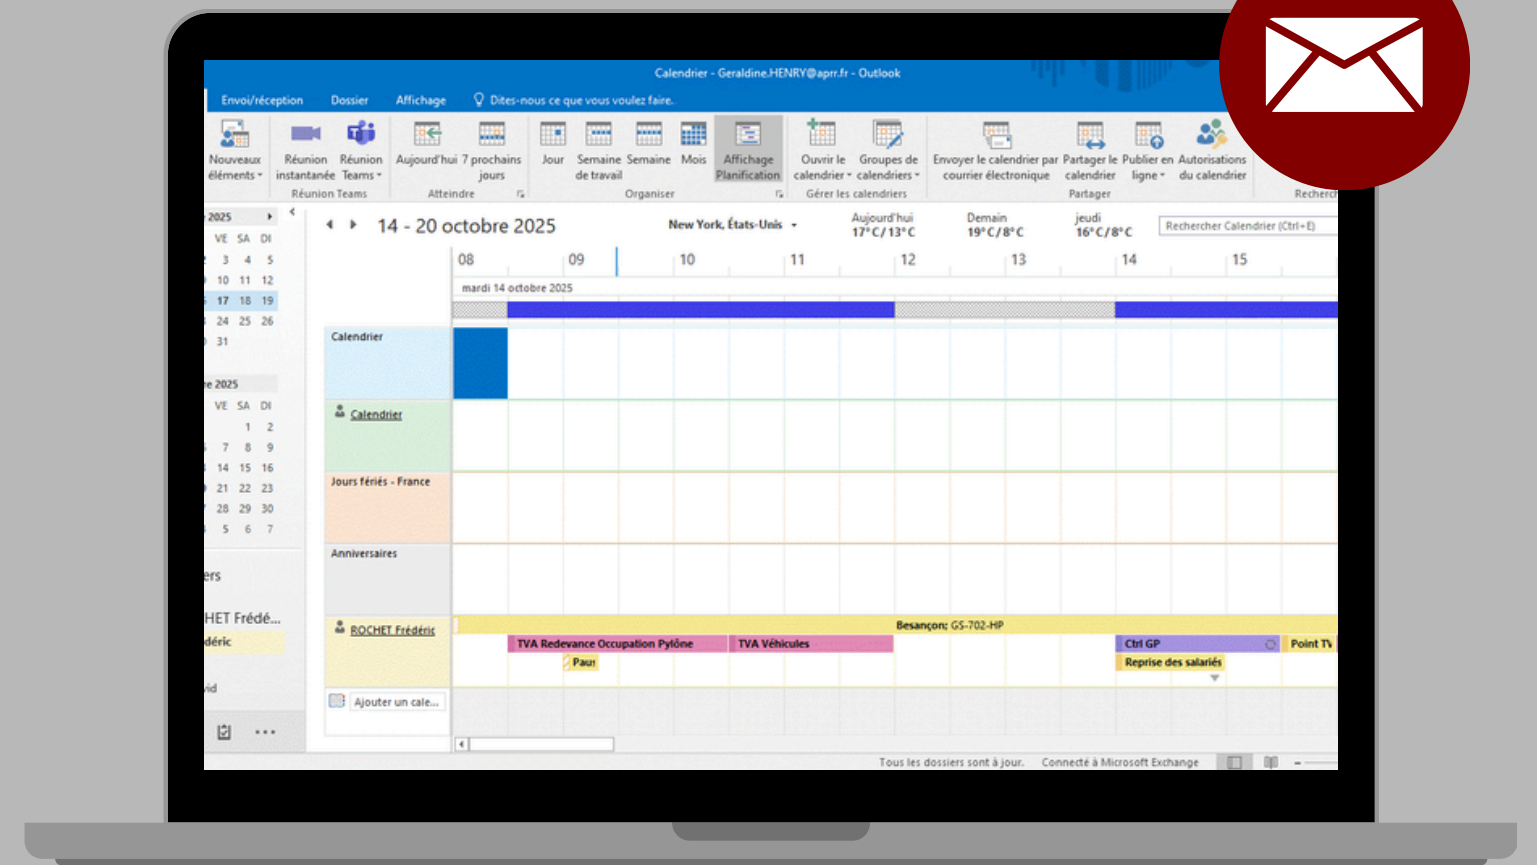 Calendrier - Geraldine.HENRY@aprr.fr - Outlook
Envoi/réception Dossier Affichage Dites-nous ce que vous voulez faire..
Nouveaux éléments
Réunion instantanée
Réunion Teams
Aujourd'hui
7 prochains jours
Jour
Semaine de travail
Semaine
Mois
Affichage Planification
Ouvrir le calendrier
Groupes de calendriers
Envoyer le calendrier par courrier électronique
Partager le calendrier
Publier en ligne
Autorisations du calendrier
Réunion Teams Atteindre Organiser Gérer les calendriers Partager Recherch
2025
VE SA DI
3 4 5
10 11 12
17 18 19
24 25 26
31
re 2025
VE SA DI
1 2
7 8 9
14 15 16
21 22 23
28 29 30
5 6 7
ers
HET Frédé...
déric
vid
14 - 20 octobre 2025
New York, États-Unis
Aujourd'hui
17°C/13°C
Demain
19°C/8°C
jeudi
16°C/8°C
Rechercher Calendrier (Ctrl+E)
08 09 10 11 12 13 14 15
mardi 14 octobre 2025
Calendrier
Calendrier
Jours fériés - France
Anniversaires
ROCHET Frédéric
Besançon; GS-702-HP
TVA Redevance Occupation Pylône TVA Véhicules Ctrl GP Point TV
Paus Reprise des salariés
Ajouter un cale...
Tous les dossiers sont à jour. Connecté à Microsoft Exchange